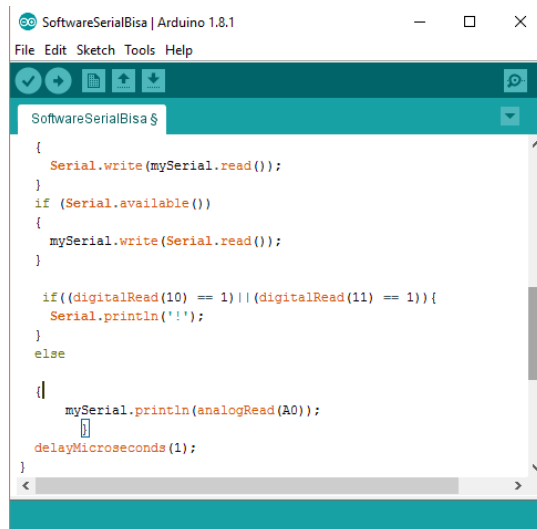 SoftwareSerialBisa | Arduino 1.8.1
File Edit Sketch Tools Help
SoftwareSerialBisa §
{
Serial.write(mySerial.read());
}
if (Serial.available())
{
mySerial.write(Serial.read());
}
if((digitalRead(10) == 1)||(digitalRead(11) == 1)){
Serial.println('!');
}
else
{
mySerial.println(analogRead(A0));
}
delayMicroseconds(1);
}